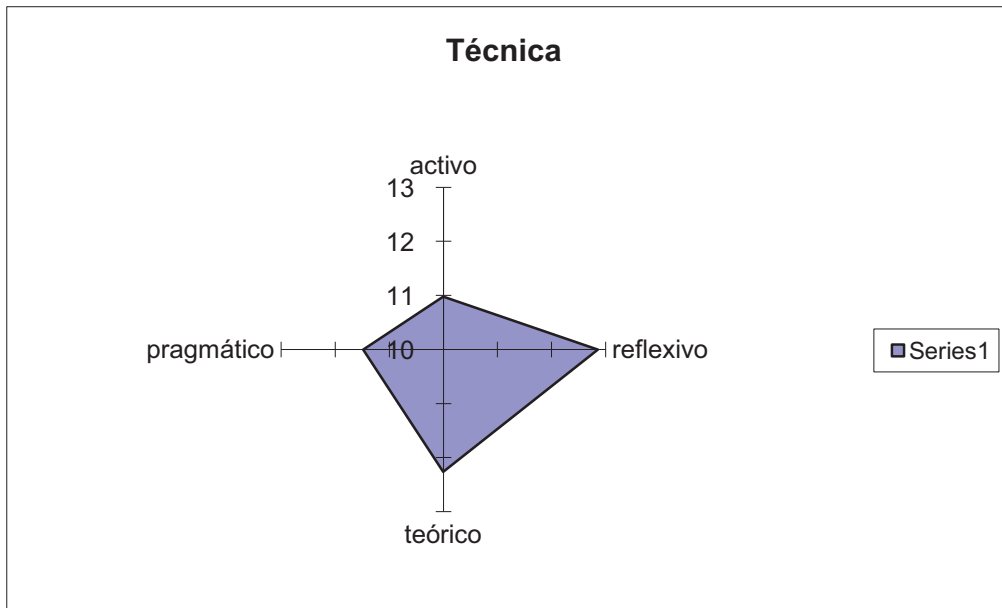 Técnica
activo
13
12
11
10
pragmático
reflexivo
teórico
Series1